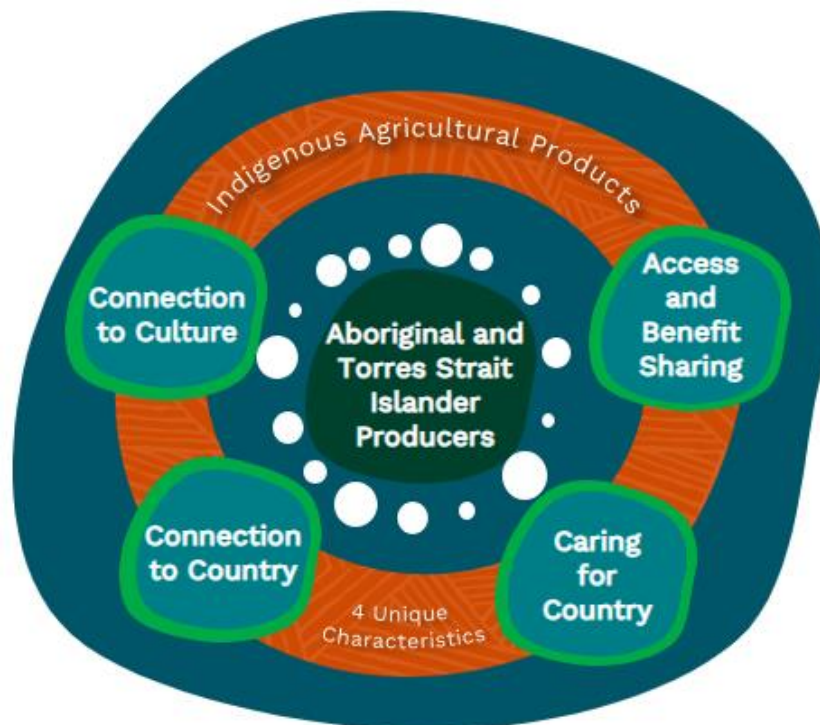 Indigenous Agricultural Products
Connection
to Culture
Access
and
Benefit
Sharing
Aboriginal and
Torres Strait
Islander
Producers
Connection
to Country
Caring
for
Country
4 Unique
Characteristics